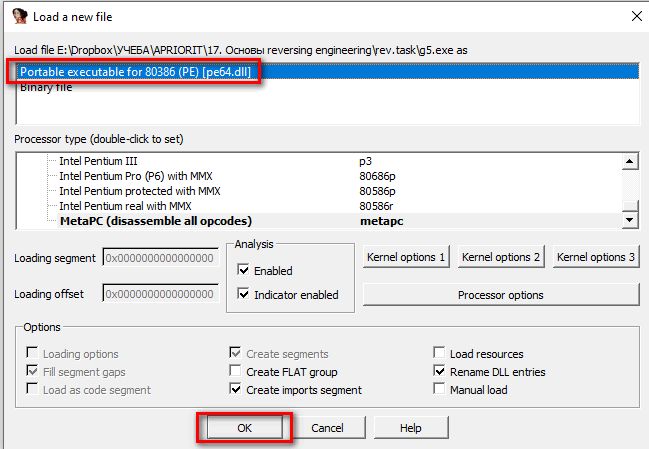 Load a new file
Load file E:\Dropbox\УЧЕБА\APRIORIT\17. Основы reversing engineering\rev.task\g5.exe as
Portable executable for 80386 (PE) [pe64.dll]
Binary file
Processor type (double-click to set)
Intel Pentium III p3
Intel Pentium Pro (P6) with MMX 80686p
Intel Pentium protected with MMX 80586p
Intel Pentium real with MMX 80586r
MetaPC (disassemble all opcodes) metapc
Analysis
Loading segment 0x0000000000000000 Enabled Kernel options 1 Kernel options 2 Kernel options 3
Loading offset 0x0000000000000000 Indicator enabled Processor options
Options
Loading options Create segments Load resources
Fill segment gaps Create FLAT group Rename DLL entries
Load as code segment Create imports segment Manual load
OK Cancel Help